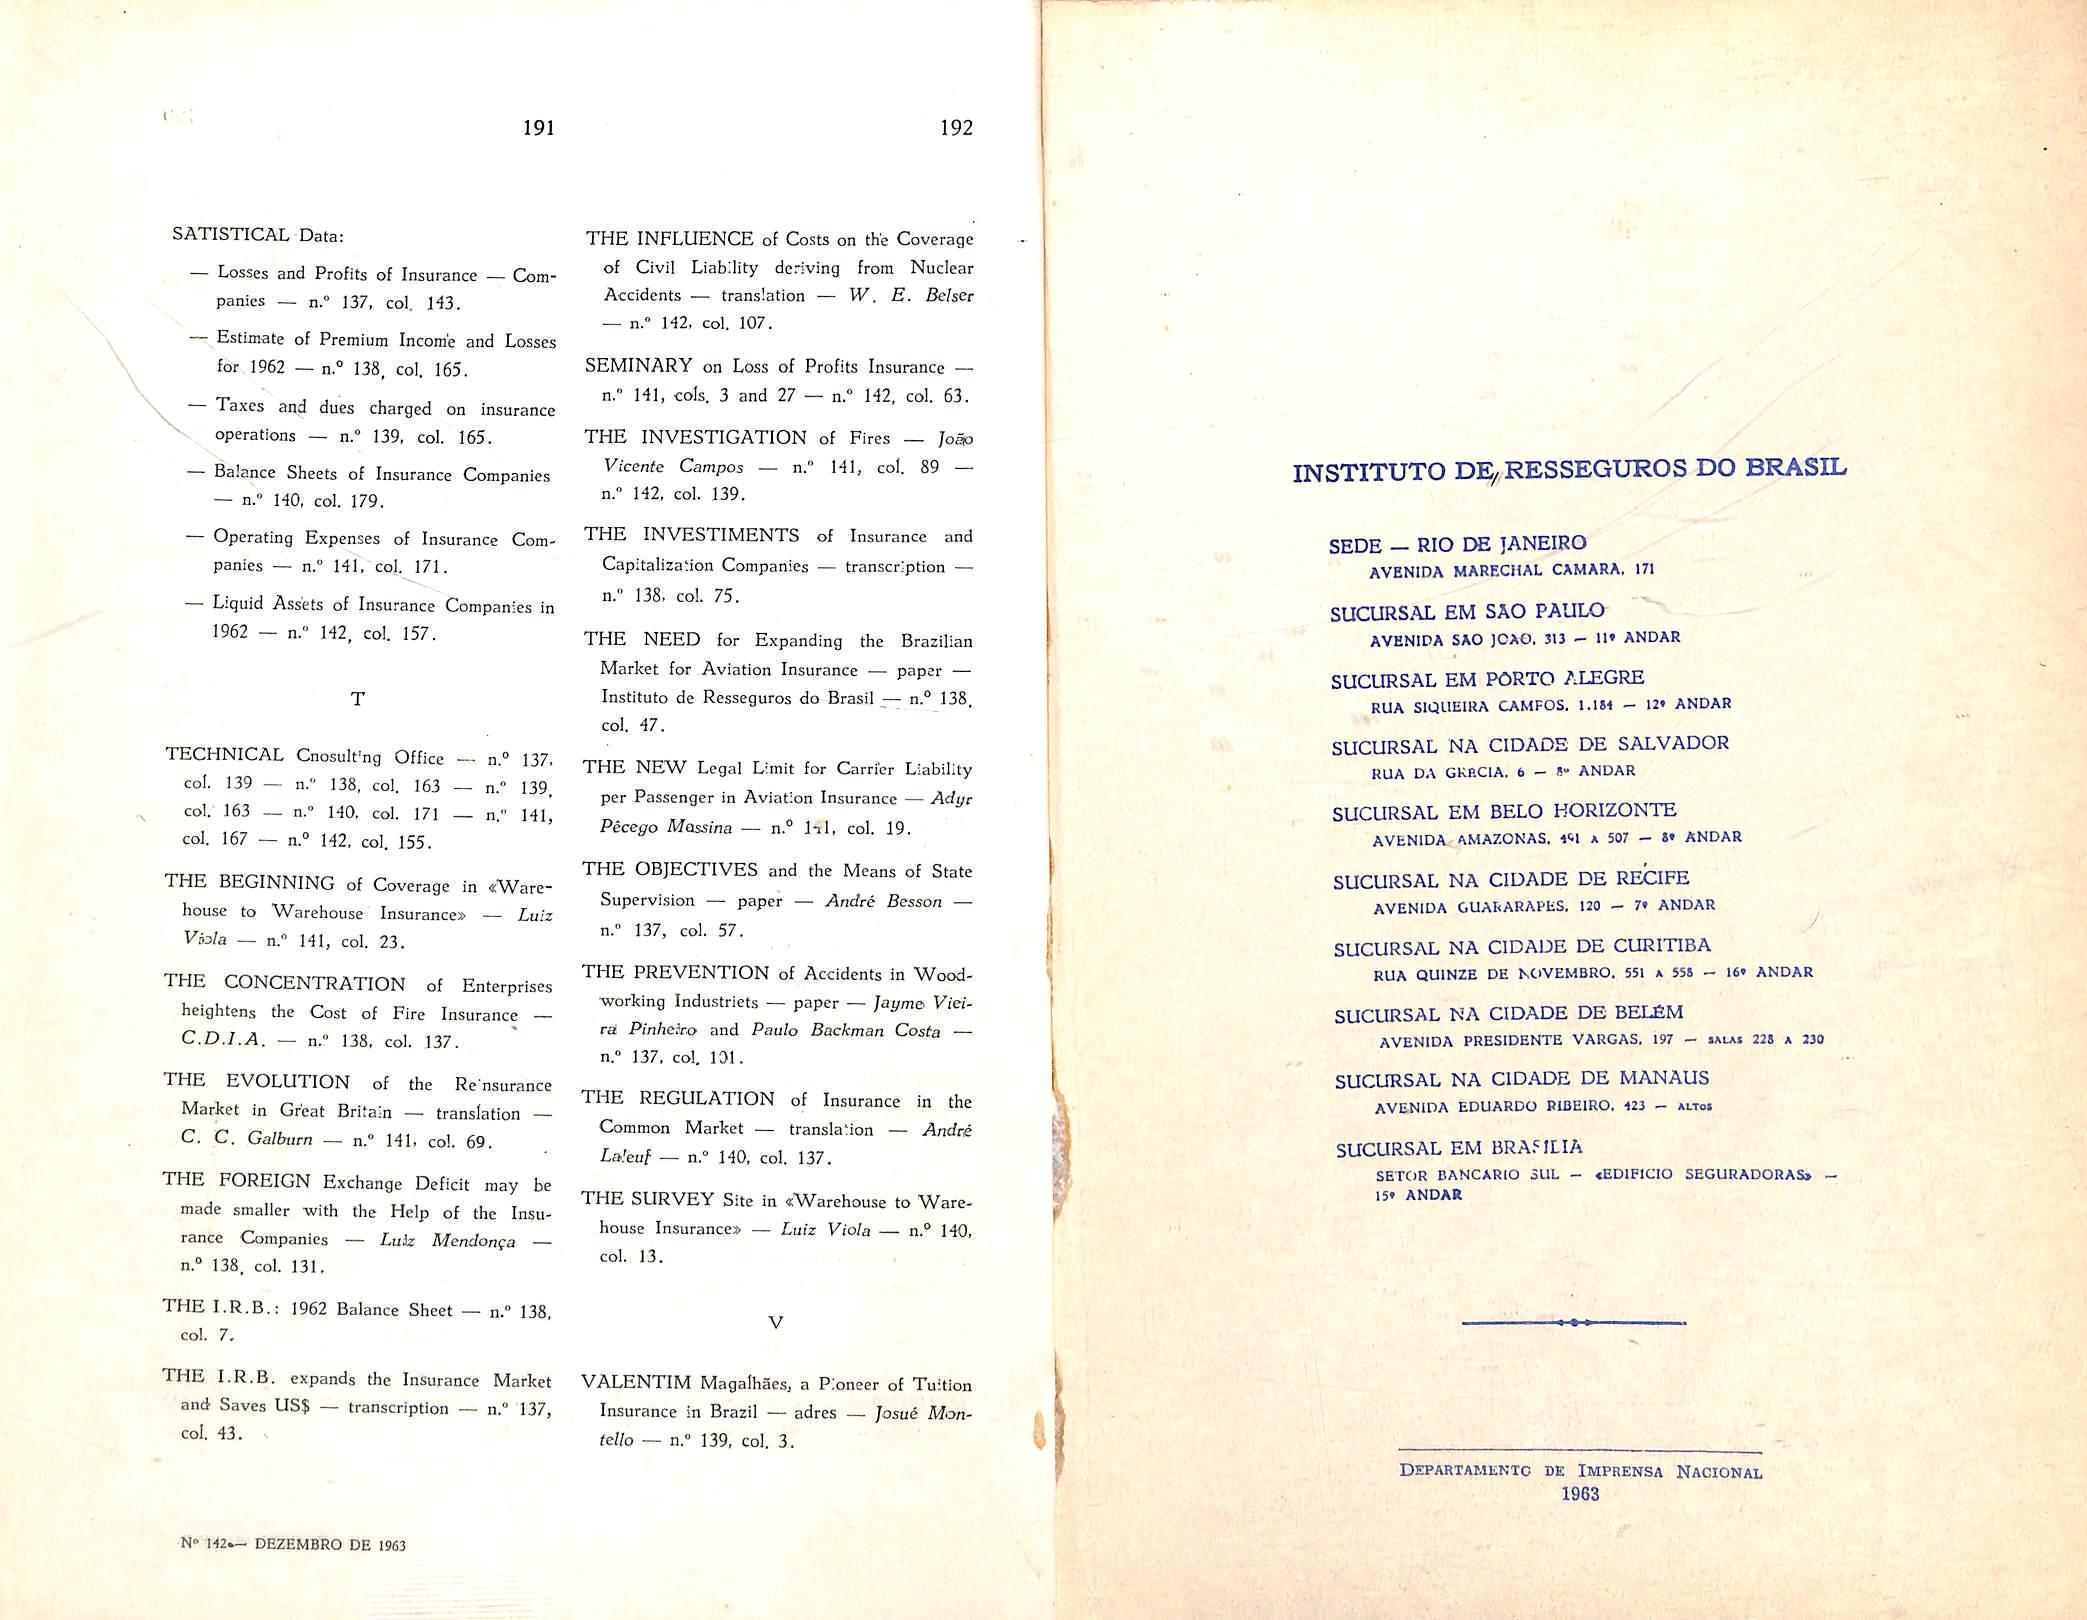 191
SATISTICAL Data:
— Losses and Profits of Insurance — Com-
panies — n.º 137, col. 143.
— Estimate of Premium Income and Losses
for 1962 — n.º 138, col. 165.
— Taxes and dues charged on insurance
operations — n.º 139, col. 165.
— Balance Sheets of Insurance Companies
— n.º 140, col. 179.
— Operating Expenses of Insurance Com-
panies — n.º 141, col. 171.
— Liquid Assets of Insurance Companies in
1962 — n.º 142, col. 157.
T
TECHNICAL Cnosulting Office — n.º 137,
col. 139 — n.º 138, col. 163 — n.º 139,
col. 163 — n.º 140, col. 171 — n.º 141,
col. 167 — n.º 142, col. 155.
THE BEGINNING of Coverage in «Ware-
house to Warehouse Insurance» — Luiz
Viola — n.º 141, col. 23.
THE CONCENTRATION of Enterprises
heightens the Cost of Fire Insurance —
C.D.I.A. — n.º 138, col. 137.
THE EVOLUTION of the Reinsurance
Market in Great Britain — translation —
C. C. Galburn — n.º 141, col. 69.
THE FOREIGN Exchange Deficit may be
made smaller with the Help of the Insu-
rance Companies — Luiz Mendonça —
n.º 138, col. 131.
THE I.R.B.: 1962 Balance Sheet — n.º 138,
col. 7.
THE I.R.B. expands the Insurance Market
and Saves US$ — transcription — n.º 137,
col. 43.
Nº 142 — DEZEMBRO DE 1963
192
THE INFLUENCE of Costs on the Coverage
of Civil Liability deriving from Nuclear
Accidents — translation — W. E. Belser
— n.º 142, col. 107.
SEMINARY on Loss of Profits Insurance —
n.º 141, cols. 3 and 27 — n.º 142, col. 63.
THE INVESTIGATION of Fires — João
Vicente Campos — n.º 141, col. 89 —
n.º 142, col. 139.
THE INVESTIMENTS of Insurance and
Capitalization Companies — transcription —
n.º 138, col. 75.
THE NEED for Expanding the Brazilian
Market for Aviation Insurance — paper —
Instituto de Resseguros do Brasil — n.º 138,
col. 47.
THE NEW Legal Limit for Carrier Liability
per Passenger in Aviation Insurance — Adyr
Pêcego Massina — n.º 141, col. 19.
THE OBJECTIVES and the Means of State
Supervision — paper — André Besson —
n.º 137, col. 57.
THE PREVENTION of Accidents in Wood-
working Industriets — paper — Jayme Viei-
ra Pinheiro and Paulo Backman Costa —
n.º 137, col. 101.
THE REGULATION of Insurance in the
Common Market — translation — André
Laleuf — n.º 140, col. 137.
THE SURVEY Site in «Warehouse to Ware-
house Insurance» — Luiz Viola — n.º 140,
col. 13.
V
VALENTIM Magalhães, a Pioneer of Tuition
Insurance in Brazil — adres — Josué Mon-
tello — n.º 139, col. 3.
INSTITUTO DE RESSEGUROS DO BRASIL
SEDE — RIO DE JANEIRO
AVENIDA MARECHAL CAMARA, 171
SUCURSAL EM SÃO PAULO
AVENIDA SAO JOAO, 313 — 11º ANDAR
SUCURSAL EM PÔRTO ALEGRE
RUA SIQUEIRA CAMPOS, 1.184 — 12º ANDAR
SUCURSAL NA CIDADE DE SALVADOR
RUA DA GRÉCIA, 6 — 8º ANDAR
SUCURSAL EM BELO HORIZONTE
AVENIDA AMAZONAS, 491 A 507 — 8º ANDAR
SUCURSAL NA CIDADE DE RECIFE
AVENIDA GUARARAPES, 120 — 7º ANDAR
SUCURSAL NA CIDADE DE CURITIBA
RUA QUINZE DE NOVEMBRO, 551 A 558 — 16º ANDAR
SUCURSAL NA CIDADE DE BELÉM
AVENIDA PRESIDENTE VARGAS, 197 — SALAS 228 A 230
SUCURSAL NA CIDADE DE MANAUS
AVENIDA EDUARDO RIBEIRO, 423 — ALTOS
SUCURSAL EM BRASILIA
SETOR BANCARIO SUL — «EDIFICIO SEGURADORAS» —
15º ANDAR
DEPARTAMENTO DE IMPRENSA NACIONAL
1963